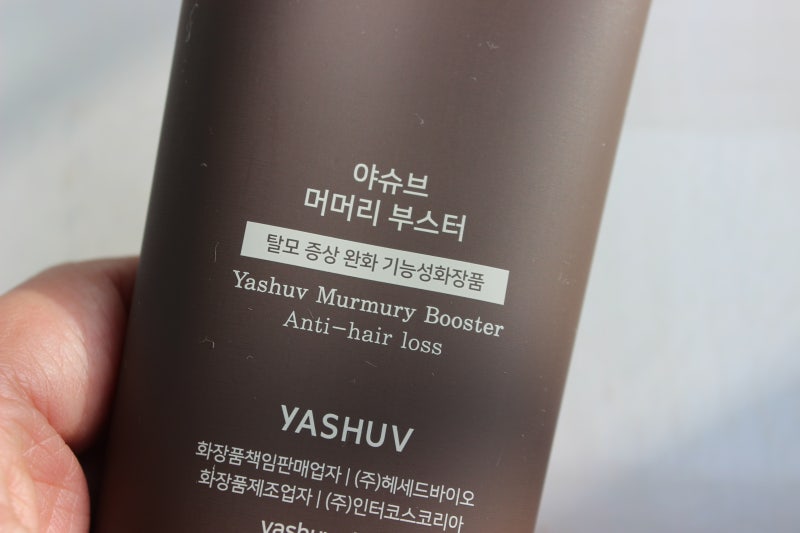 야슈브
머머리 부스터
탈모 증상 완화 기능성화장품
Yashuv Murmury Booster
Anti-hair loss
YASHUV
화장품책임판매업자 | (주)헤세드바이오
화장품제조업자 | (주)인터코스코리아